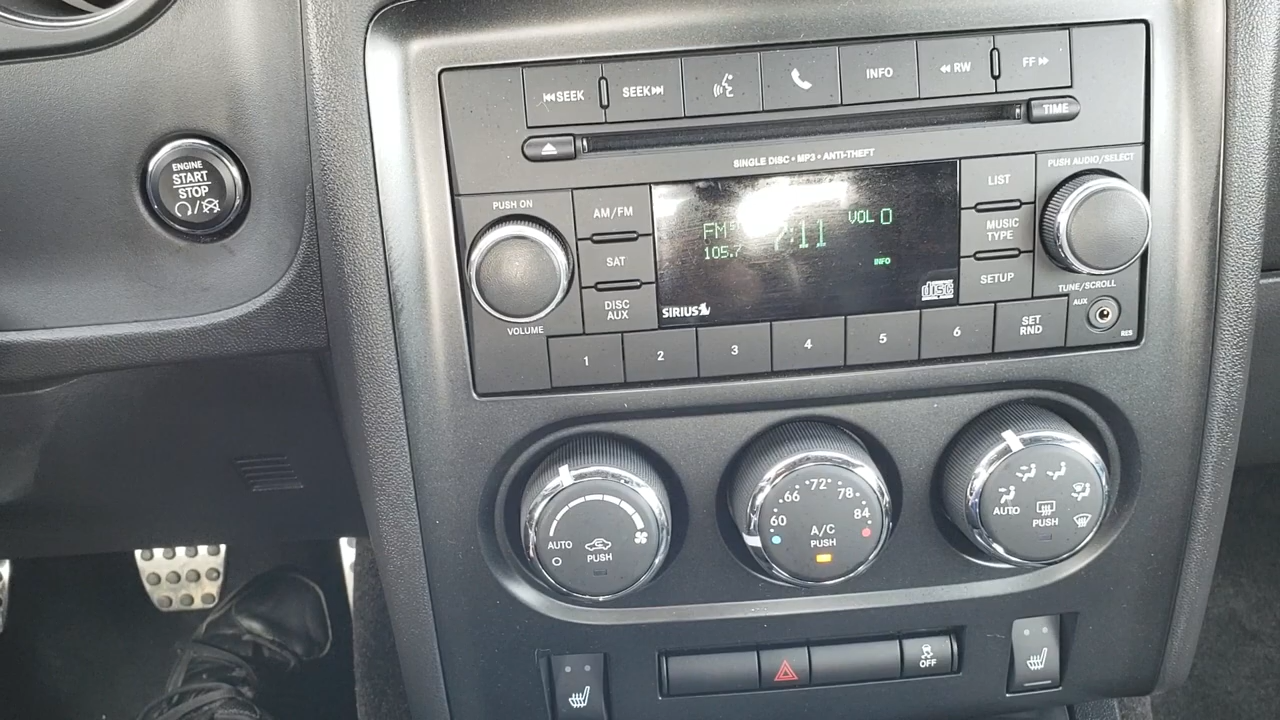 SEEK
SEEK
INFO
RW
FF
TIME
SINGLE DISC • MP3 • ANTI-THEFT
ENGINE
START
STOP
PUSH ON
VOLUME
AM/FM
SAT
DISC
AUX
FM
105.7
:11
VOL 0
INFO
SIRIUS
disc
LIST
MUSIC
TYPE
SETUP
PUSH AUDIO/SELECT
TUNE/SCROLL
AUX
RES
1
2
3
4
5
6
SET
RND
AUTO
PUSH
60
66
72
78
84
A/C
PUSH
AUTO
PUSH
OFF